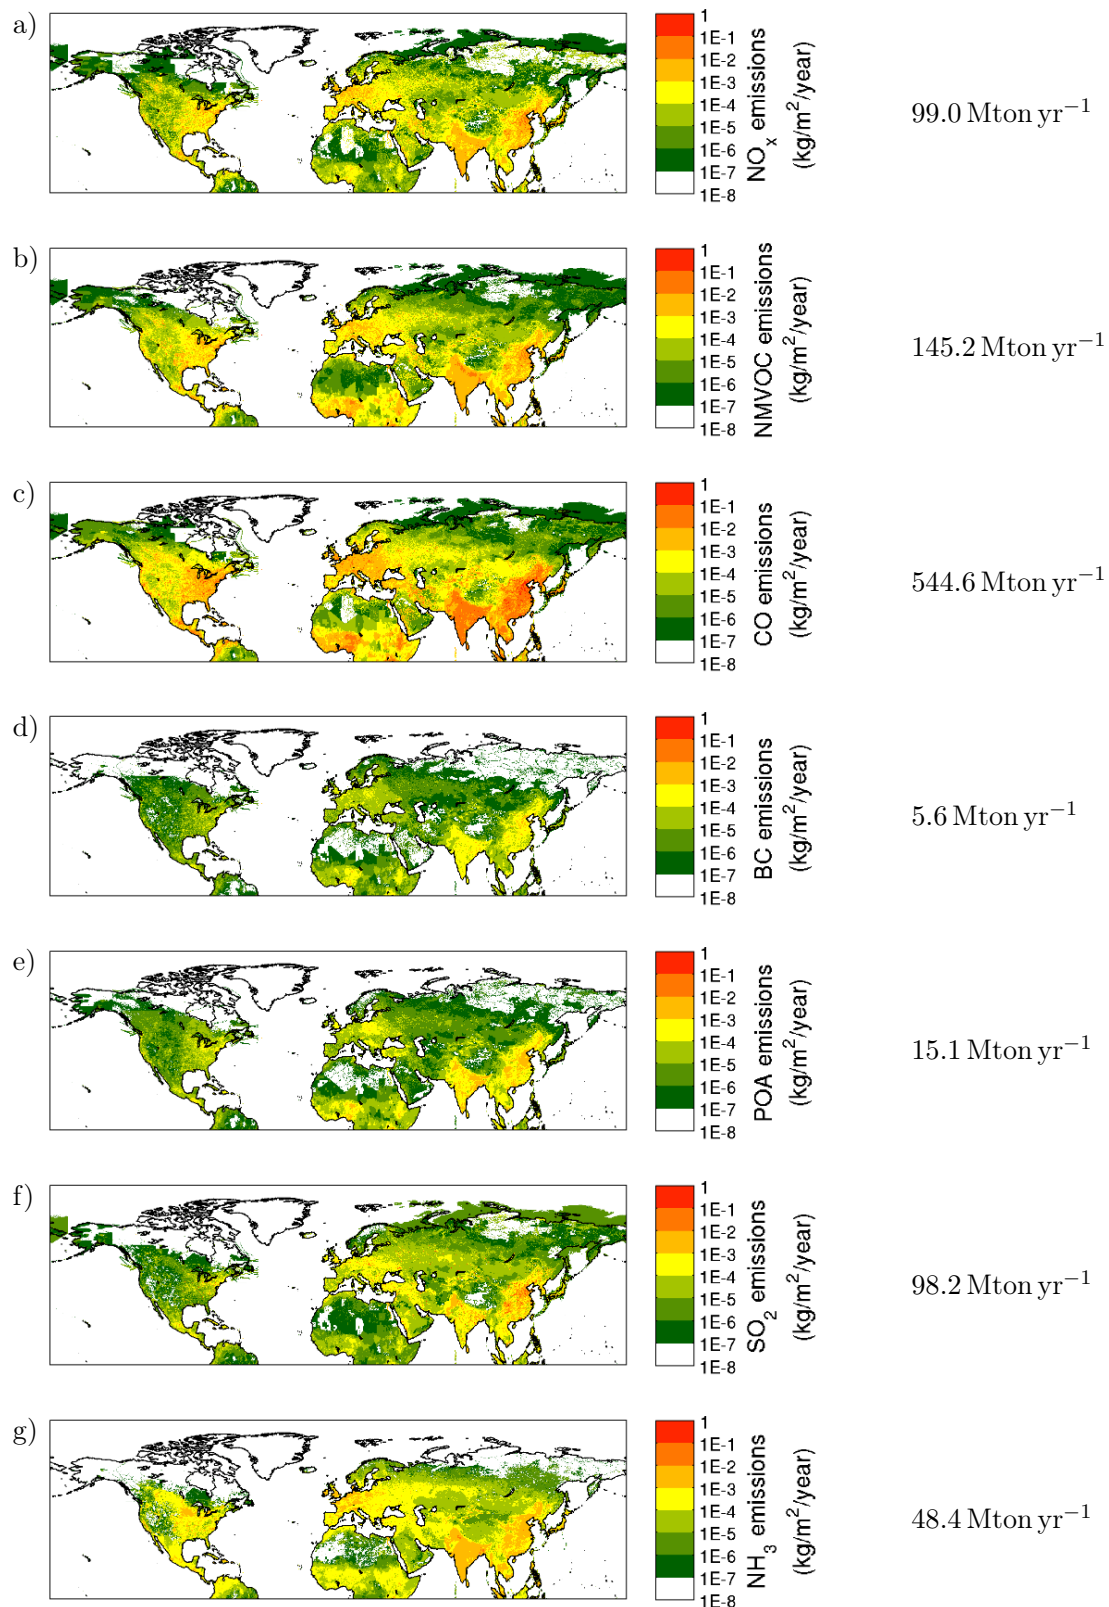 a)
1
1E-1
1E-2
1E-3
1E-4
1E-5
1E-6
1E-7
1E-8
NOx emissions
(kg/m²/year)
99.0 Mton yr⁻¹
b)
1
1E-1
1E-2
1E-3
1E-4
1E-5
1E-6
1E-7
1E-8
NMVOC emissions
(kg/m²/year)
145.2 Mton yr⁻¹
c)
1
1E-1
1E-2
1E-3
1E-4
1E-5
1E-6
1E-7
1E-8
CO emissions
(kg/m²/year)
544.6 Mton yr⁻¹
d)
1
1E-1
1E-2
1E-3
1E-4
1E-5
1E-6
1E-7
1E-8
BC emissions
(kg/m²/year)
5.6 Mton yr⁻¹
e)
1
1E-1
1E-2
1E-3
1E-4
1E-5
1E-6
1E-7
1E-8
POA emissions
(kg/m²/year)
15.1 Mton yr⁻¹
f)
1
1E-1
1E-2
1E-3
1E-4
1E-5
1E-6
1E-7
1E-8
SO₂ emissions
(kg/m²/year)
98.2 Mton yr⁻¹
g)
1
1E-1
1E-2
1E-3
1E-4
1E-5
1E-6
1E-7
1E-8
NH₃ emissions
(kg/m²/year)
48.4 Mton yr⁻¹